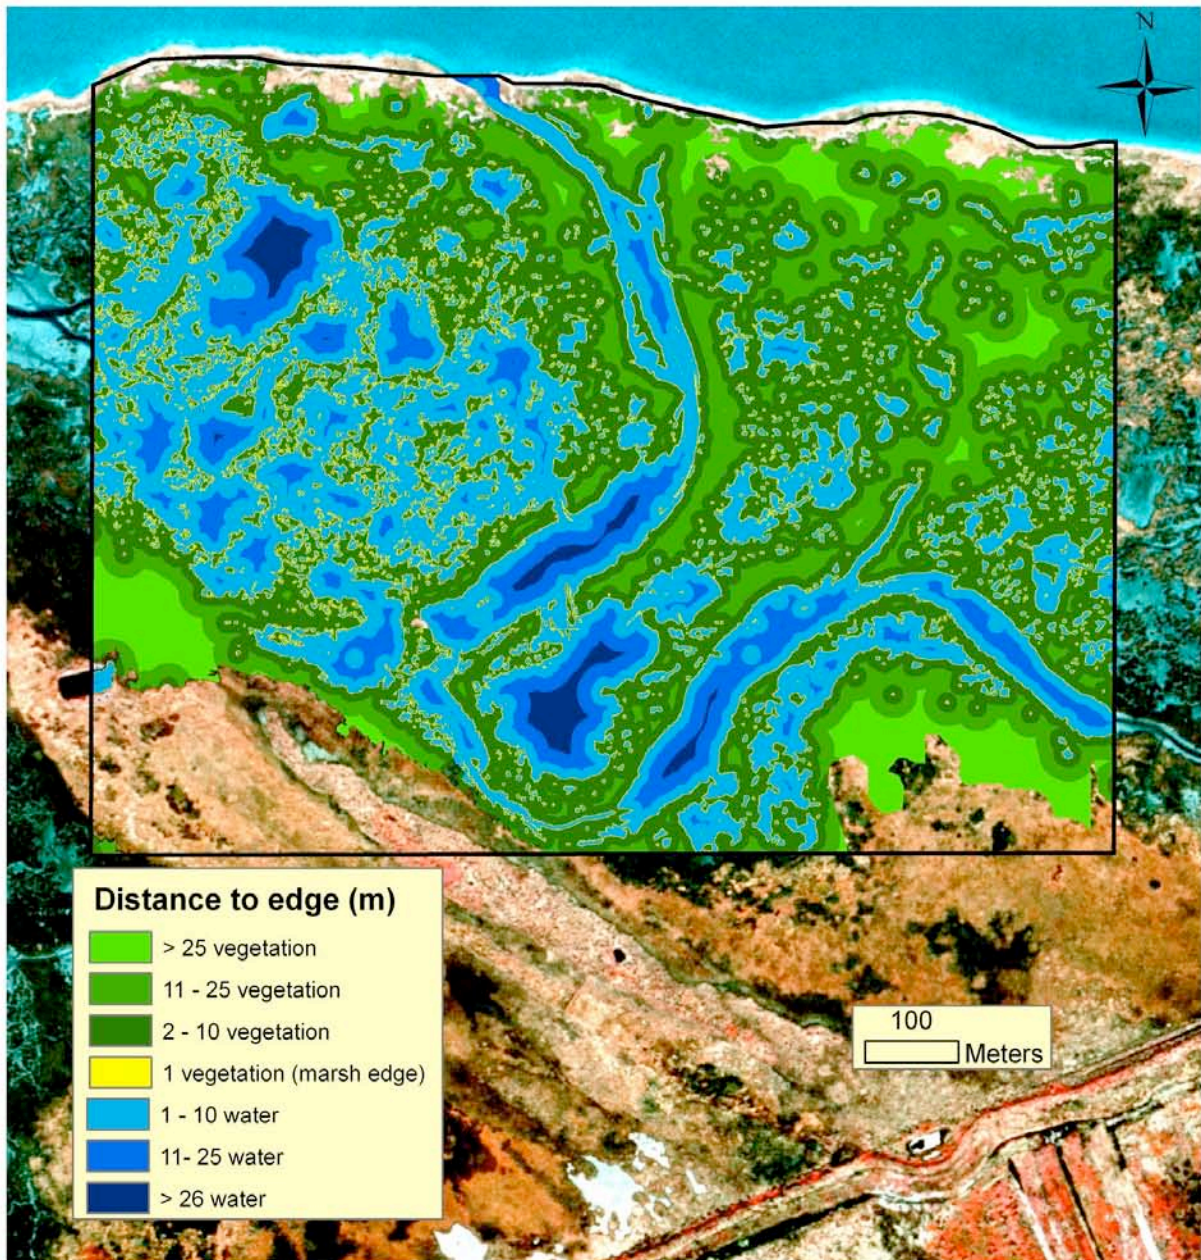 N
Distance to edge (m)
> 25 vegetation
11 - 25 vegetation
2 - 10 vegetation
1 vegetation (marsh edge)
1 - 10 water
11- 25 water
> 26 water
100
Meters